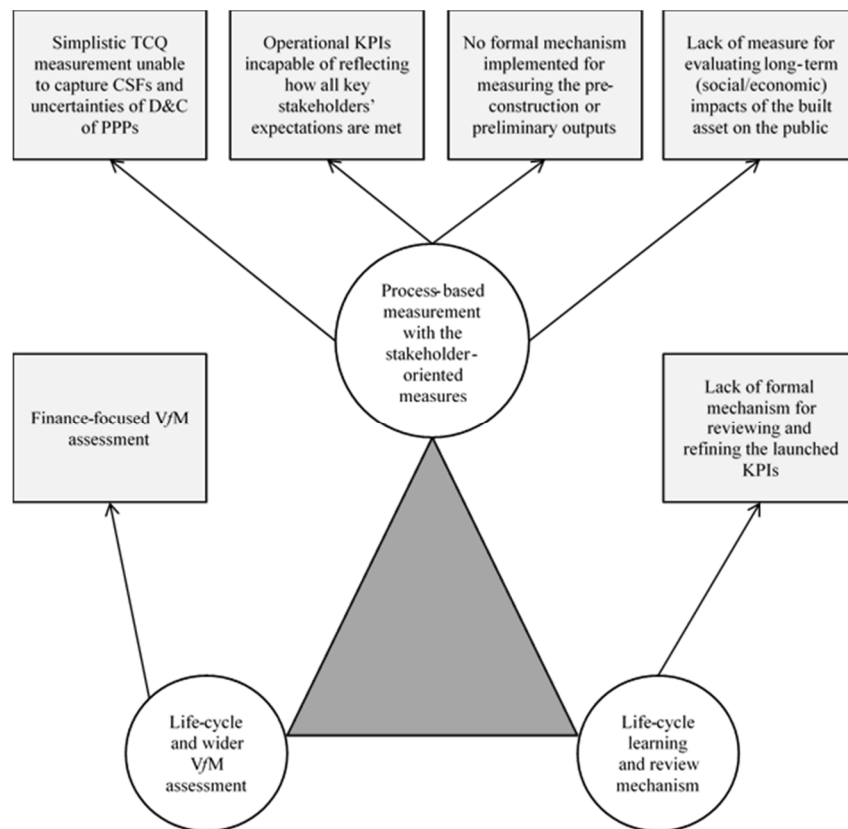 Simplistic TCQ
measurement unable
to capture CSFs and
uncertainties of D&C
of PPPs
Operational KPIs
incapable of reflecting
how all key
stakeholders'
expectations are met
No formal mechanism
implemented for
measuring the pre-
construction or
preliminary outputs
Lack of measure for
evaluating long-term
(social/economic)
impacts of the built
asset on the public
Process-based
measurement
with the
stakeholder-
oriented
measures
Finance-focused VfM
assessment
Lack of formal
mechanism for
reviewing and
refining the launched
KPIs
Life-cycle
and wider
VfM
assessment
Life-cycle
learning
and review
mechanism